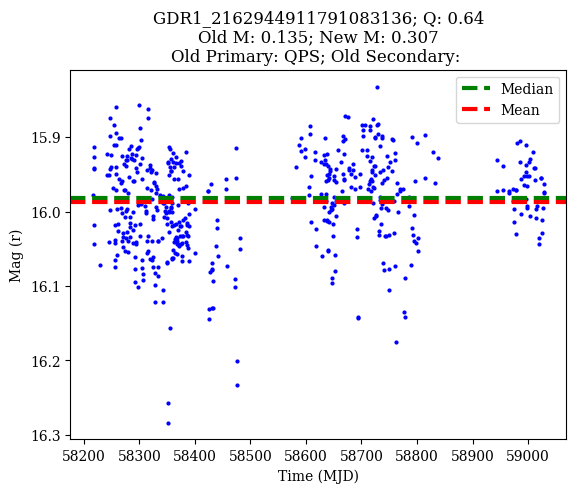 GDR1_2162944911791083136; Q: 0.64
Old M: 0.135; New M: 0.307
Old Primary: QPS; Old Secondary:
Median
Mean
15.9
16.0
16.1
16.2
16.3
Mag (r)
58200 58300 58400 58500 58600 58700 58800 58900 59000
Time (MJD)